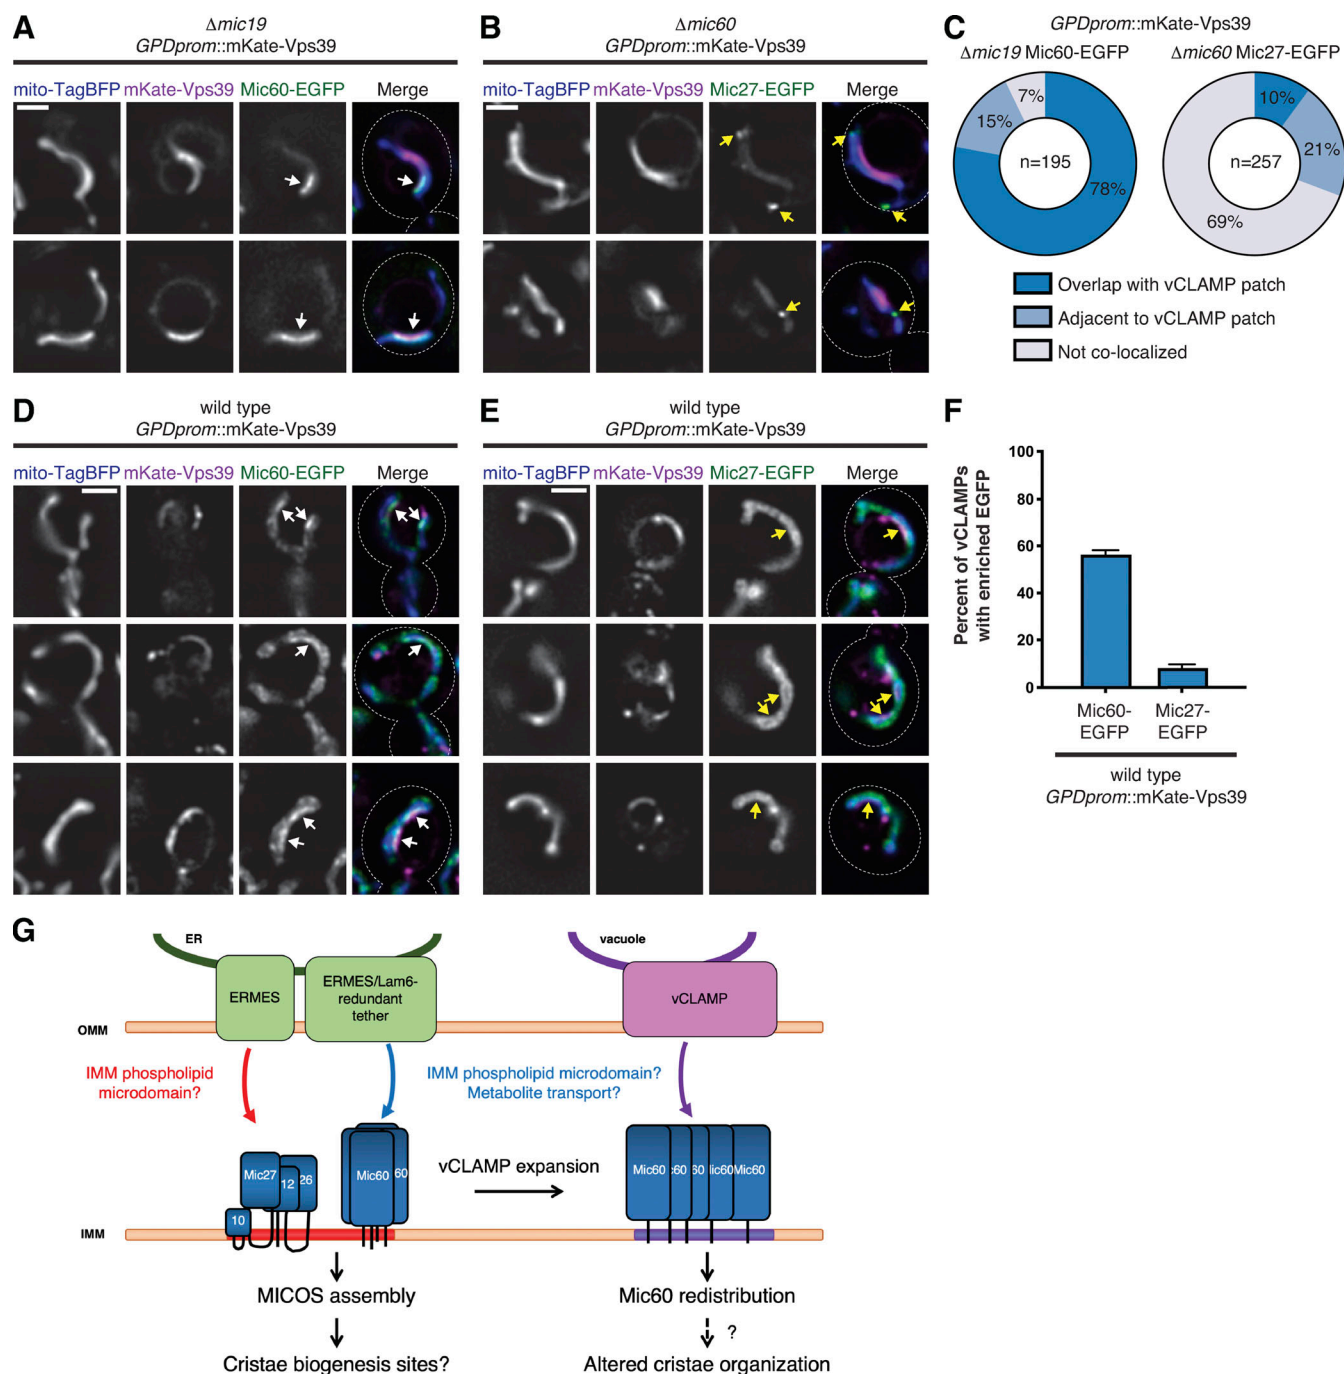 A
Δmic19
GPDprom::mKate-Vps39
mito-TagBFP mKate-Vps39 Mic60-EGFP Merge
B
Δmic60
GPDprom::mKate-Vps39
mito-TagBFP mKate-Vps39 Mic27-EGFP Merge
C
GPDprom::mKate-Vps39
Δmic19 Mic60-EGFP
Δmic60 Mic27-EGFP
7%
15%
78%
n=195
10%
21%
69%
n=257
Overlap with vCLAMP patch
Adjacent to vCLAMP patch
Not co-localized
D
wild type
GPDprom::mKate-Vps39
mito-TagBFP mKate-Vps39 Mic60-EGFP Merge
E
wild type
GPDprom::mKate-Vps39
mito-TagBFP mKate-Vps39 Mic27-EGFP Merge
F
Percent of vCLAMPs
with enriched EGFP
100
80
60
40
20
0
Mic60-
EGFP
Mic27-
EGFP
wild type
GPDprom::mKate-Vps39
G
ER
vacuole
ERMES
ERMES/Lam6-
redundant
tether
vCLAMP
OMM
IMM phospholipid
microdomain?
IMM phospholipid microdomain?
Metabolite transport?
Mic27
12
26
10
Mic60
60
vCLAMP expansion
Mic60
c60
60
lic60
Mic60
IMM
MICOS assembly
Mic60 redistribution
?
Cristae biogenesis sites?
Altered cristae organization